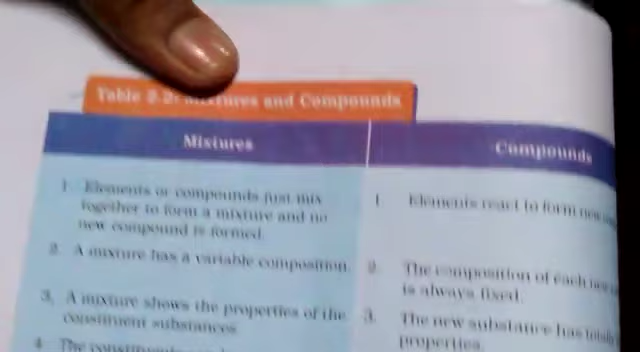 Table 2.2: Mixtures and Compounds
Mixtures
Compounds
1. Elements or compounds just mix
together to form a mixture and no
new compound is formed.
2. A mixture has a variable composition.
3. A mixture shows the properties of the
constituent substances.
4. The
1. Elements react to form new
2. The composition of each new
is always fixed.
3. The new substance has totally
properties.